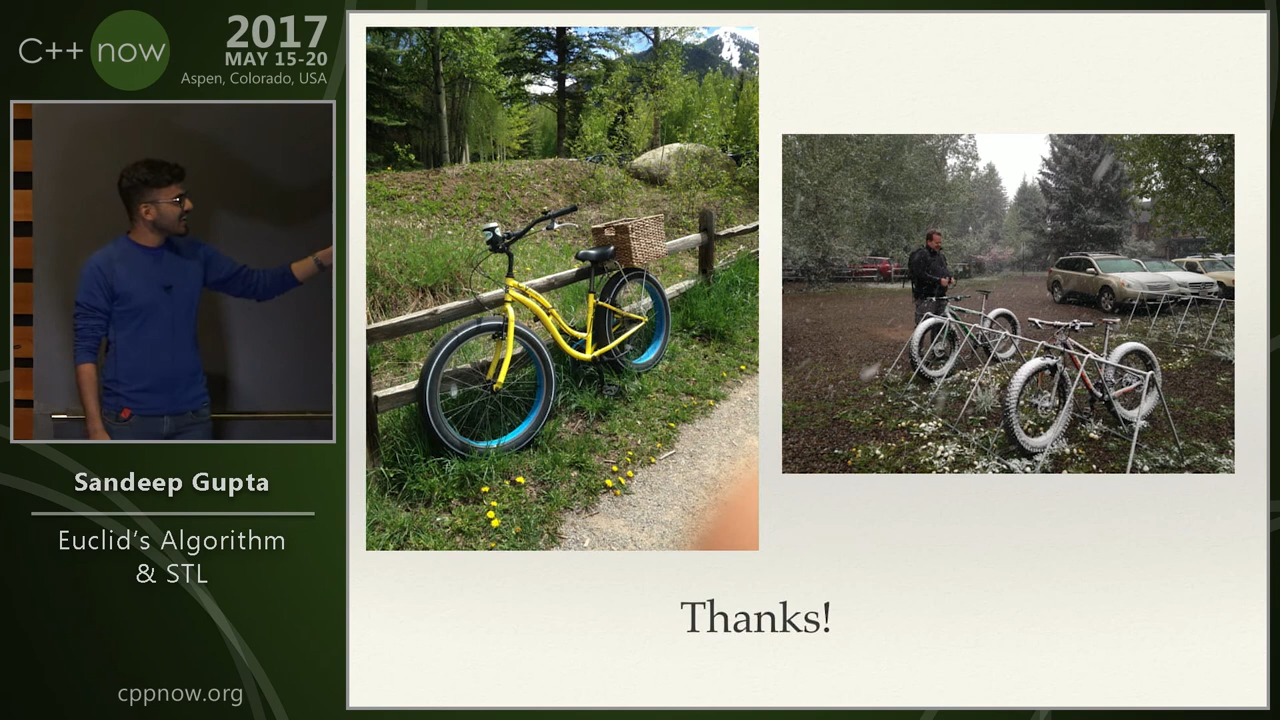 C++ now
2017
MAY 15-20
Aspen, Colorado, USA
Sandeep Gupta
Euclid's Algorithm
& STL
cppnow.org
Thanks!